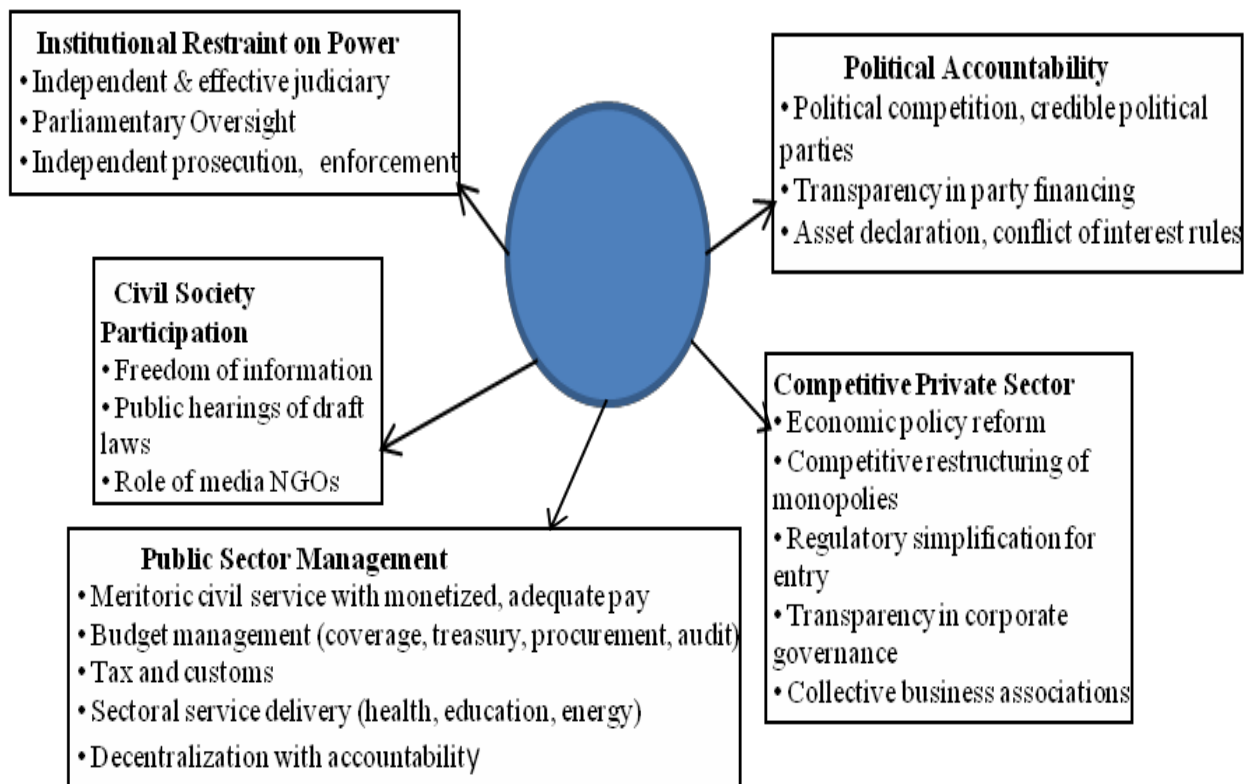 Institutional Restraint on Power
• Independent & effective judiciary
• Parliamentary Oversight
• Independent prosecution, enforcement
Political Accountability
• Political competition, credible political
parties
• Transparency in party financing
• Asset declaration, conflict of interest rules
Civil Society
Participation
• Freedom of information
• Public hearings of draft
laws
• Role of media NGOs
Competitive Private Sector
• Economic policy reform
• Competitive restructuring of
monopolies
• Regulatory simplification for
entry
• Transparency in corporate
governance
• Collective business associations
Public Sector Management
• Meritoric civil service with monetized, adequate pay
• Budget management (coverage, treasury, procurement, audit)
• Tax and customs
• Sectoral service delivery (health, education, energy)
• Decentralization with accountability